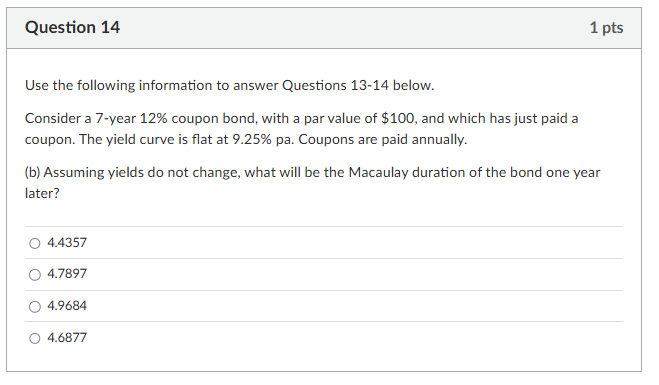 Question 14
1 pts
Use the following information to answer Questions 13-14 below.
Consider a 7-year 12% coupon bond, with a par value of $100, and which has just paid a
coupon. The yield curve is flat at 9.25% pa. Coupons are paid annually.
(b) Assuming yields do not change, what will be the Macaulay duration of the bond one year
later?
4.4357
4.7897
4.9684
4.6877